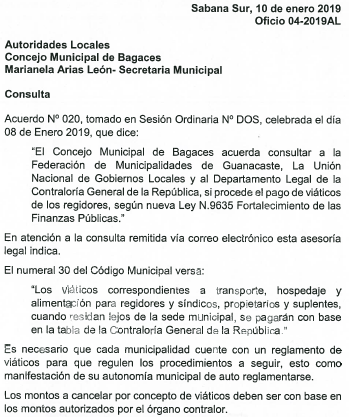 Sabana Sur, 10 de enero 2019
Oficio 04-2019AL
Autoridades Locales
Concejo Municipal de Bagaces
Marianela Arias León- Secretaria Municipal
Consulta
Acuerdo Nº 020, tomado en Sesión Ordinaria Nº DOS, celebrada el día
08 de Enero 2019, que dice:
"El Concejo Municipal de Bagaces acuerda consultar a la
Federación de Municipalidades de Guanacaste, La Unión
Nacional de Gobiernos Locales y al Departamento Legal de la
Contraloría General de la República, si procede el pago de viáticos
de los regidores, según nueva Ley N.9635 Fortalecimiento de las
Finanzas Públicas."
En atención a la consulta remitida vía correo electrónico esta asesoría
legal indica.
El numeral 30 del Código Municipal versa:
"Los viáticos correspondientes a transporte, hospedaje y
alimentación para regidores y síndicos, propietarios y suplentes,
cuando residan lejos de la sede municipal, se pagarán con base
en la tabla de la Contraloría General de la República."
Es necesario que cada municipalidad cuente con un reglamento de
viáticos para que regulen los procedimientos a seguir, esto como
manifestación de su autonomía municipal de auto reglamentarse.
Los montos a cancelar por concepto de viáticos deben ser con base en
los montos autorizados por el órgano contralor.